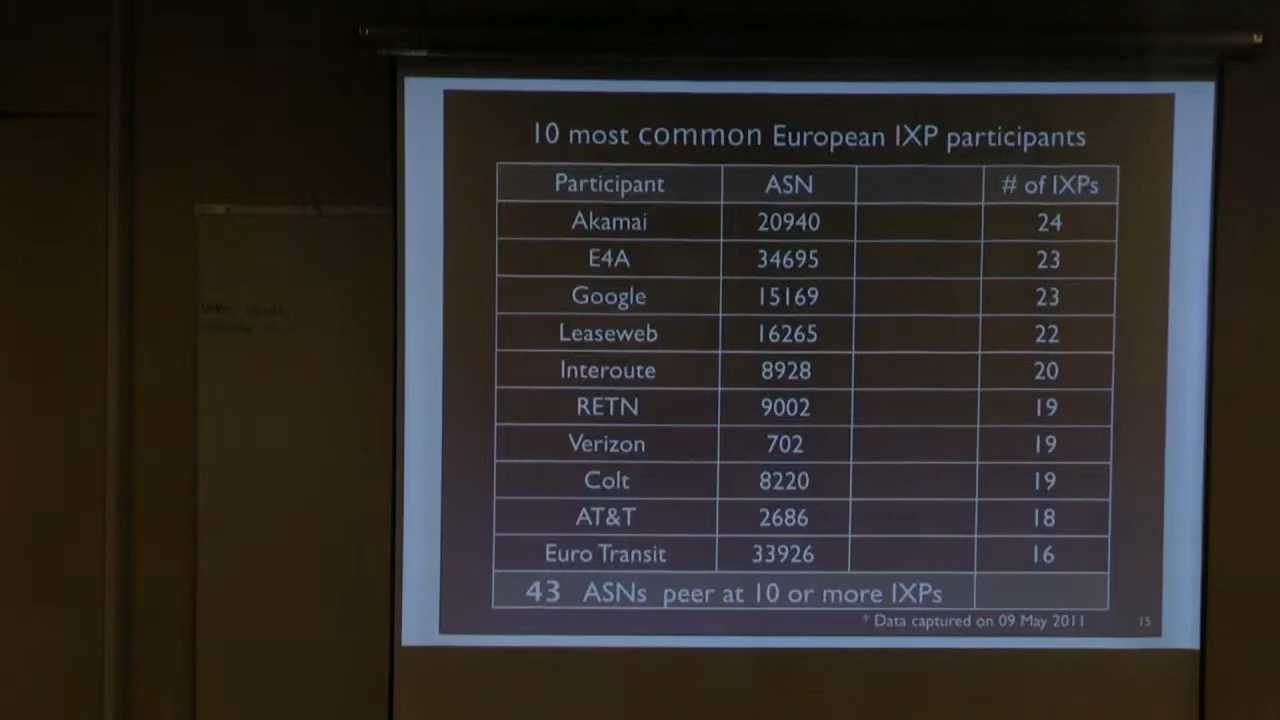 10 most common European IXP participants
Participant ASN # of IXPs
Akamai 20940 24
E4A 34695 23
Google 15169 23
Leaseweb 16265 22
Interoute 8928 20
RETN 9002 19
Verizon 702 19
Colt 8220 19
AT&T 2686 18
Euro Transit 33926 16
43 ASNs peer at 10 or more IXPs
* Data captured on 09 May 2011
15